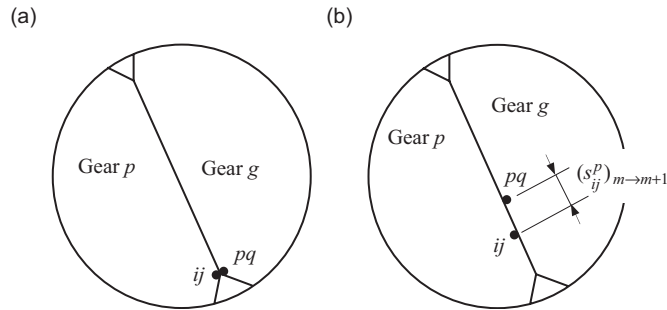 (a)
(b)
Gear p
Gear g
ij
pq
Gear p
Gear g
pq
ij
(s^p_ij)_m→m+1